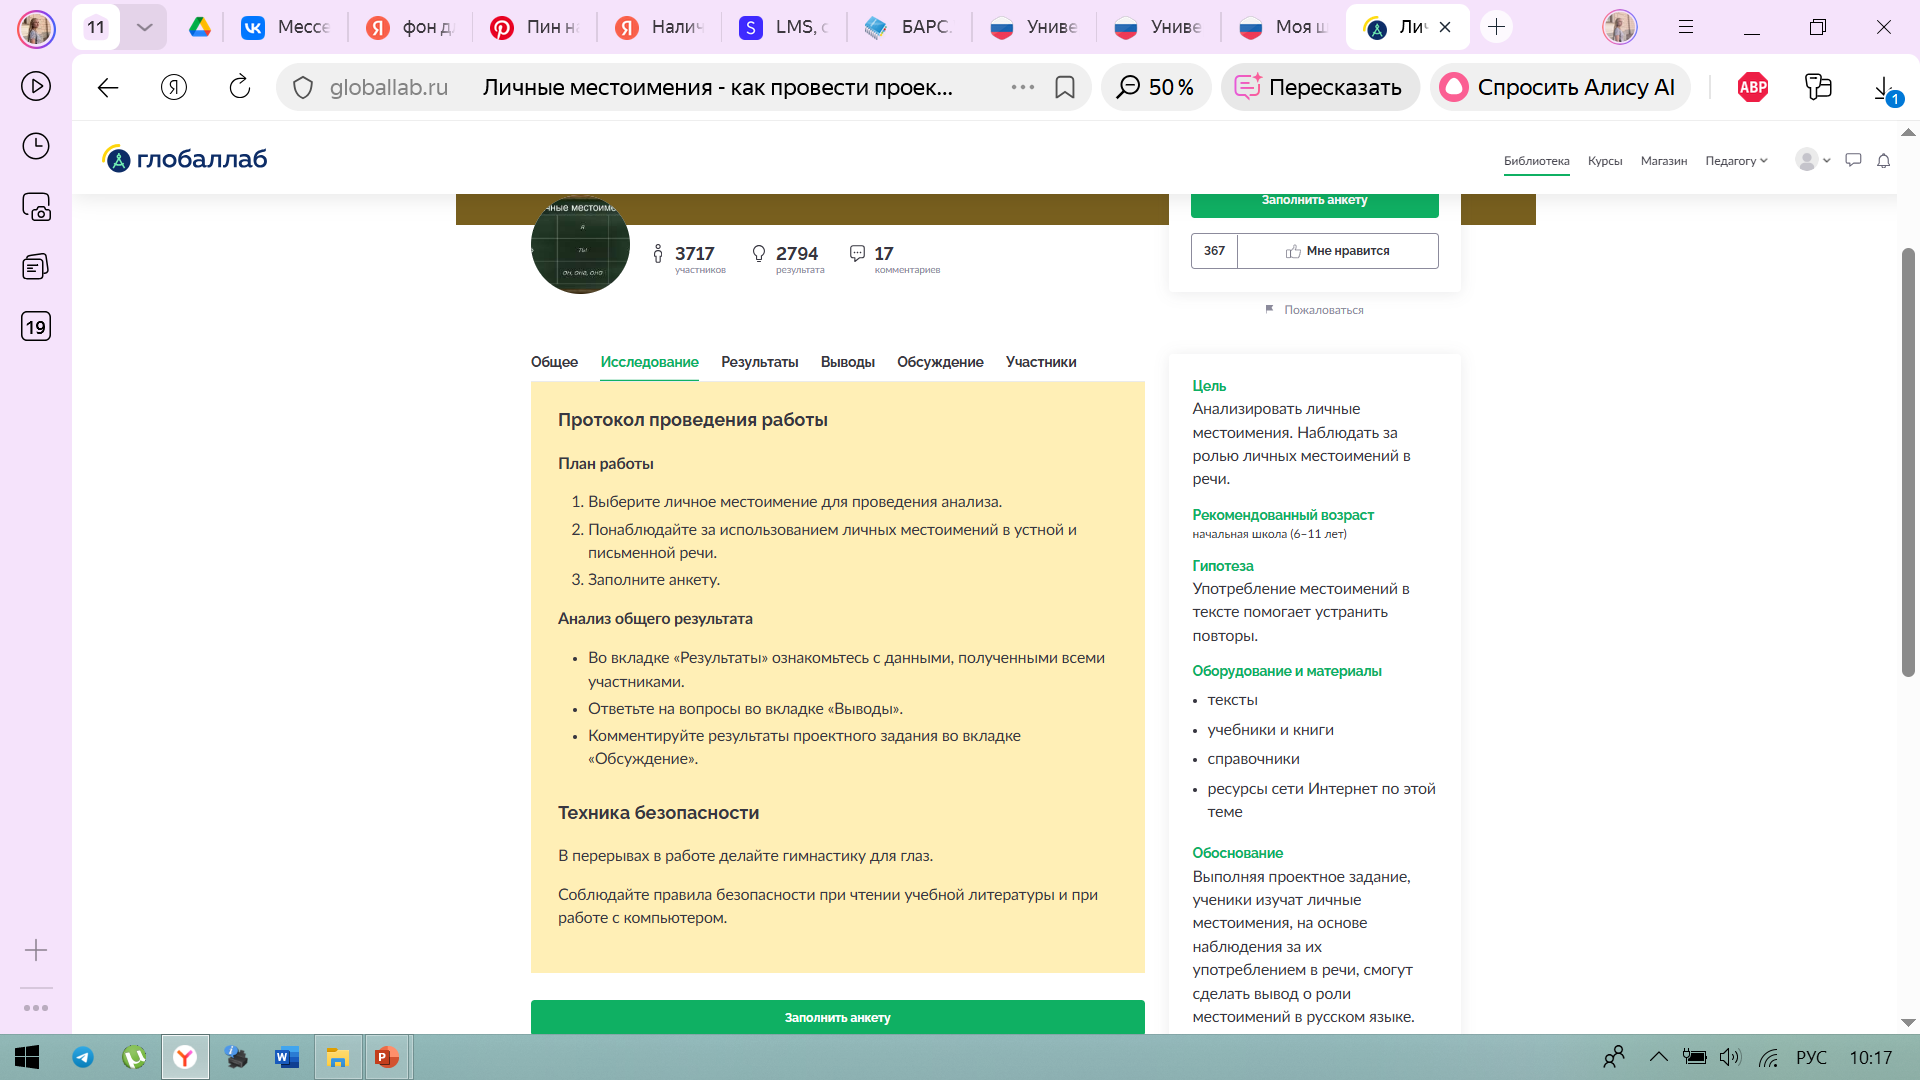 11
Мессе
фон дл
Пин на
Налич
LMS, с
БАРС.
Униве
Униве
Моя ш
Лич
globallab.ru
Личные местоимения - как провести проек...
50 %
Пересказать
Спросить Алису AI
ABP
1
19
глобаллаб
Библиотека
Курсы
Магазин
Педагогу
Заполнить анкету
я
ты
он, она, оно
3717
участников
2794
результата
17
комментариев
367
Мне нравится
Пожаловаться
Общее
Исследование
Результаты
Выводы
Обсуждение
Участники
Протокол проведения работы
План работы
1. Выберите личное местоимение для проведения анализа.
2. Понаблюдайте за использованием личных местоимений в устной и
письменной речи.
3. Заполните анкету.
Анализ общего результата
• Во вкладке «Результаты» ознакомьтесь с данными, полученными всеми
участниками.
• Ответьте на вопросы во вкладке «Выводы».
• Комментируйте результаты проектного задания во вкладке
«Обсуждение».
Техника безопасности
В перерывах в работе делайте гимнастику для глаз.
Соблюдайте правила безопасности при чтении учебной литературы и при
работе с компьютером.
Заполнить анкету
Цель
Анализировать личные
местоимения. Наблюдать за
ролью личных местоимений в
речи.
Рекомендованный возраст
начальная школа (6–11 лет)
Гипотеза
Употребление местоимений в
тексте помогает устранить
повторы.
Оборудование и материалы
• тексты
• учебники и книги
• справочники
• ресурсы сети Интернет по этой
теме
Обоснование
Выполняя проектное задание,
ученики изучат личные
местоимения, на основе
наблюдения за их
употреблением в речи, смогут
сделать вывод о роли
местоимений в русском языке.
РУС
10:17